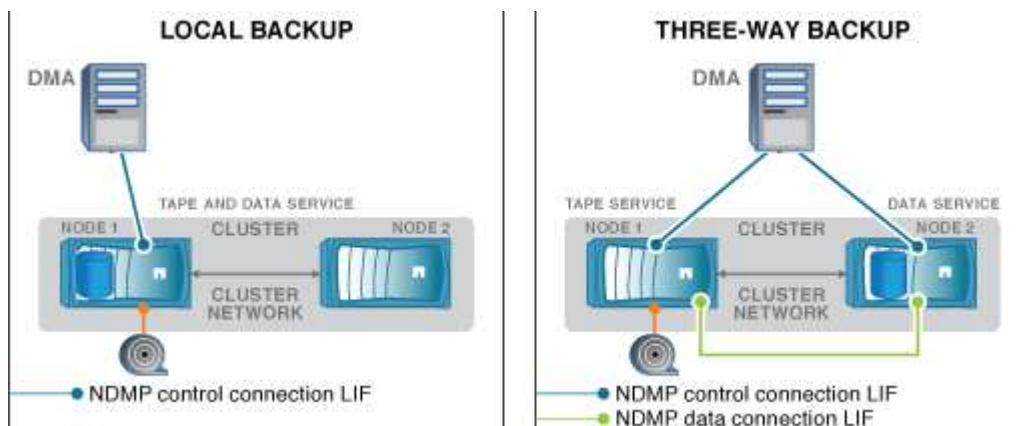 LOCAL BACKUP
DMA
TAPE AND DATA SERVICE
NODE 1
CLUSTER
NODE 2
CLUSTER
NETWORK
NDMP control connection LIF
THREE-WAY BACKUP
DMA
TAPE SERVICE
DATA SERVICE
NODE 1
CLUSTER
NODE 2
CLUSTER
NETWORK
NDMP control connection LIF
NDMP data connection LIF